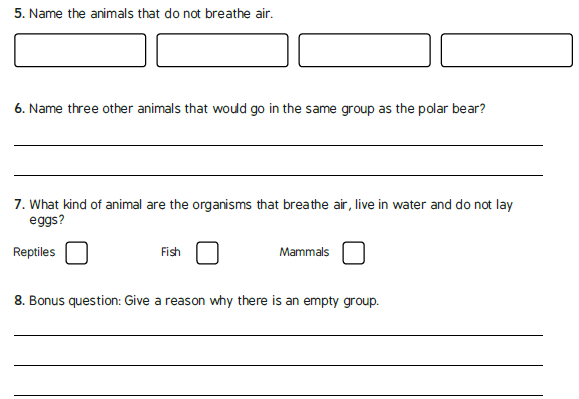 5. Name the animals that do not breathe air.
6. Name three other animals that would go in the same group as the polar bear?
7. What kind of animal are the organisms that breathe air, live in water and do not lay
eggs?
Reptiles Fish Mammals
8. Bonus question: Give a reason why there is an empty group.